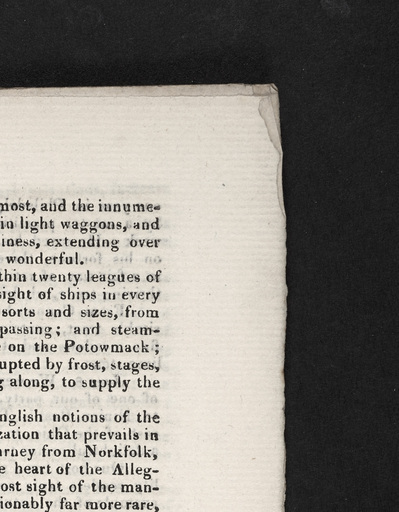 most, and the innume-
in light waggons, and
iness, extending over
wonderful.
thin twenty leagues of
sight of ships in every
sorts and sizes, from
passing; and steam-
on the Potowmack;
upted by frost, stages,
g along, to supply the
nglish notions of the
zation that prevails in
urney from Norkfolk,
e heart of the Alleg-
ost sight of the man-
ionably far more rare,